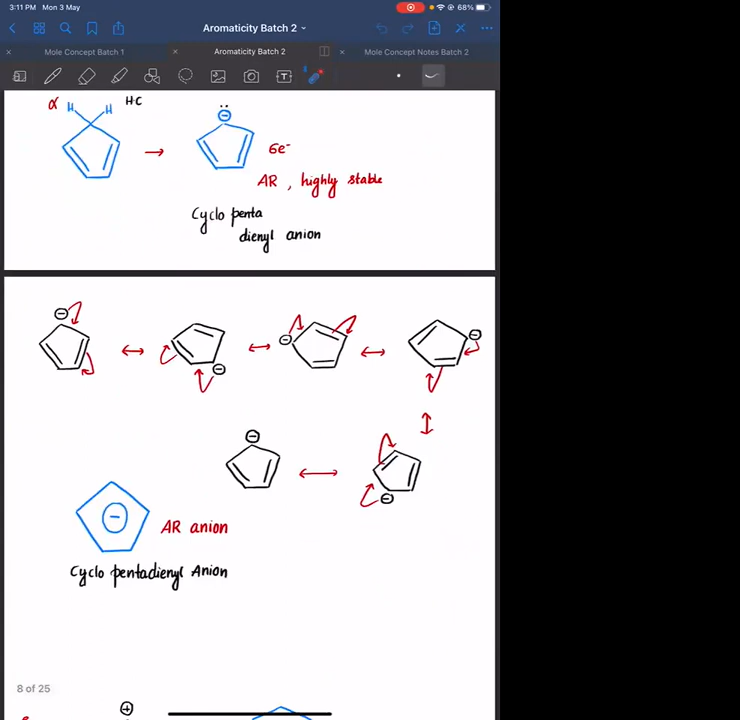 3:11 PM Mon 3 May
68%
Aromaticity Batch 2
Mole Concept Batch 1
Aromaticity Batch 2
Mole Concept Notes Batch 2
α H H H·C
⊖
6e⁻
AR , highly stable
Cyclo penta
dienyl anion
⊖
⊖
⊖
⊖
⊖
⊖
⊖
AR anion
Cyclo pentadienyl Anion
8 of 25
⊕